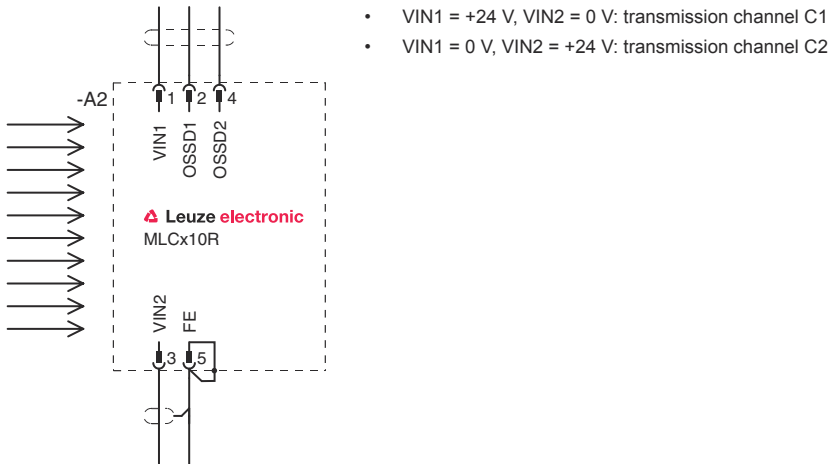 • VIN1 = +24 V, VIN2 = 0 V: transmission channel C1
• VIN1 = 0 V, VIN2 = +24 V: transmission channel C2
-A2
1 2 4
VIN1
OSSD1
OSSD2
Leuze electronic
MLCx10R
VIN2
FE
3 5